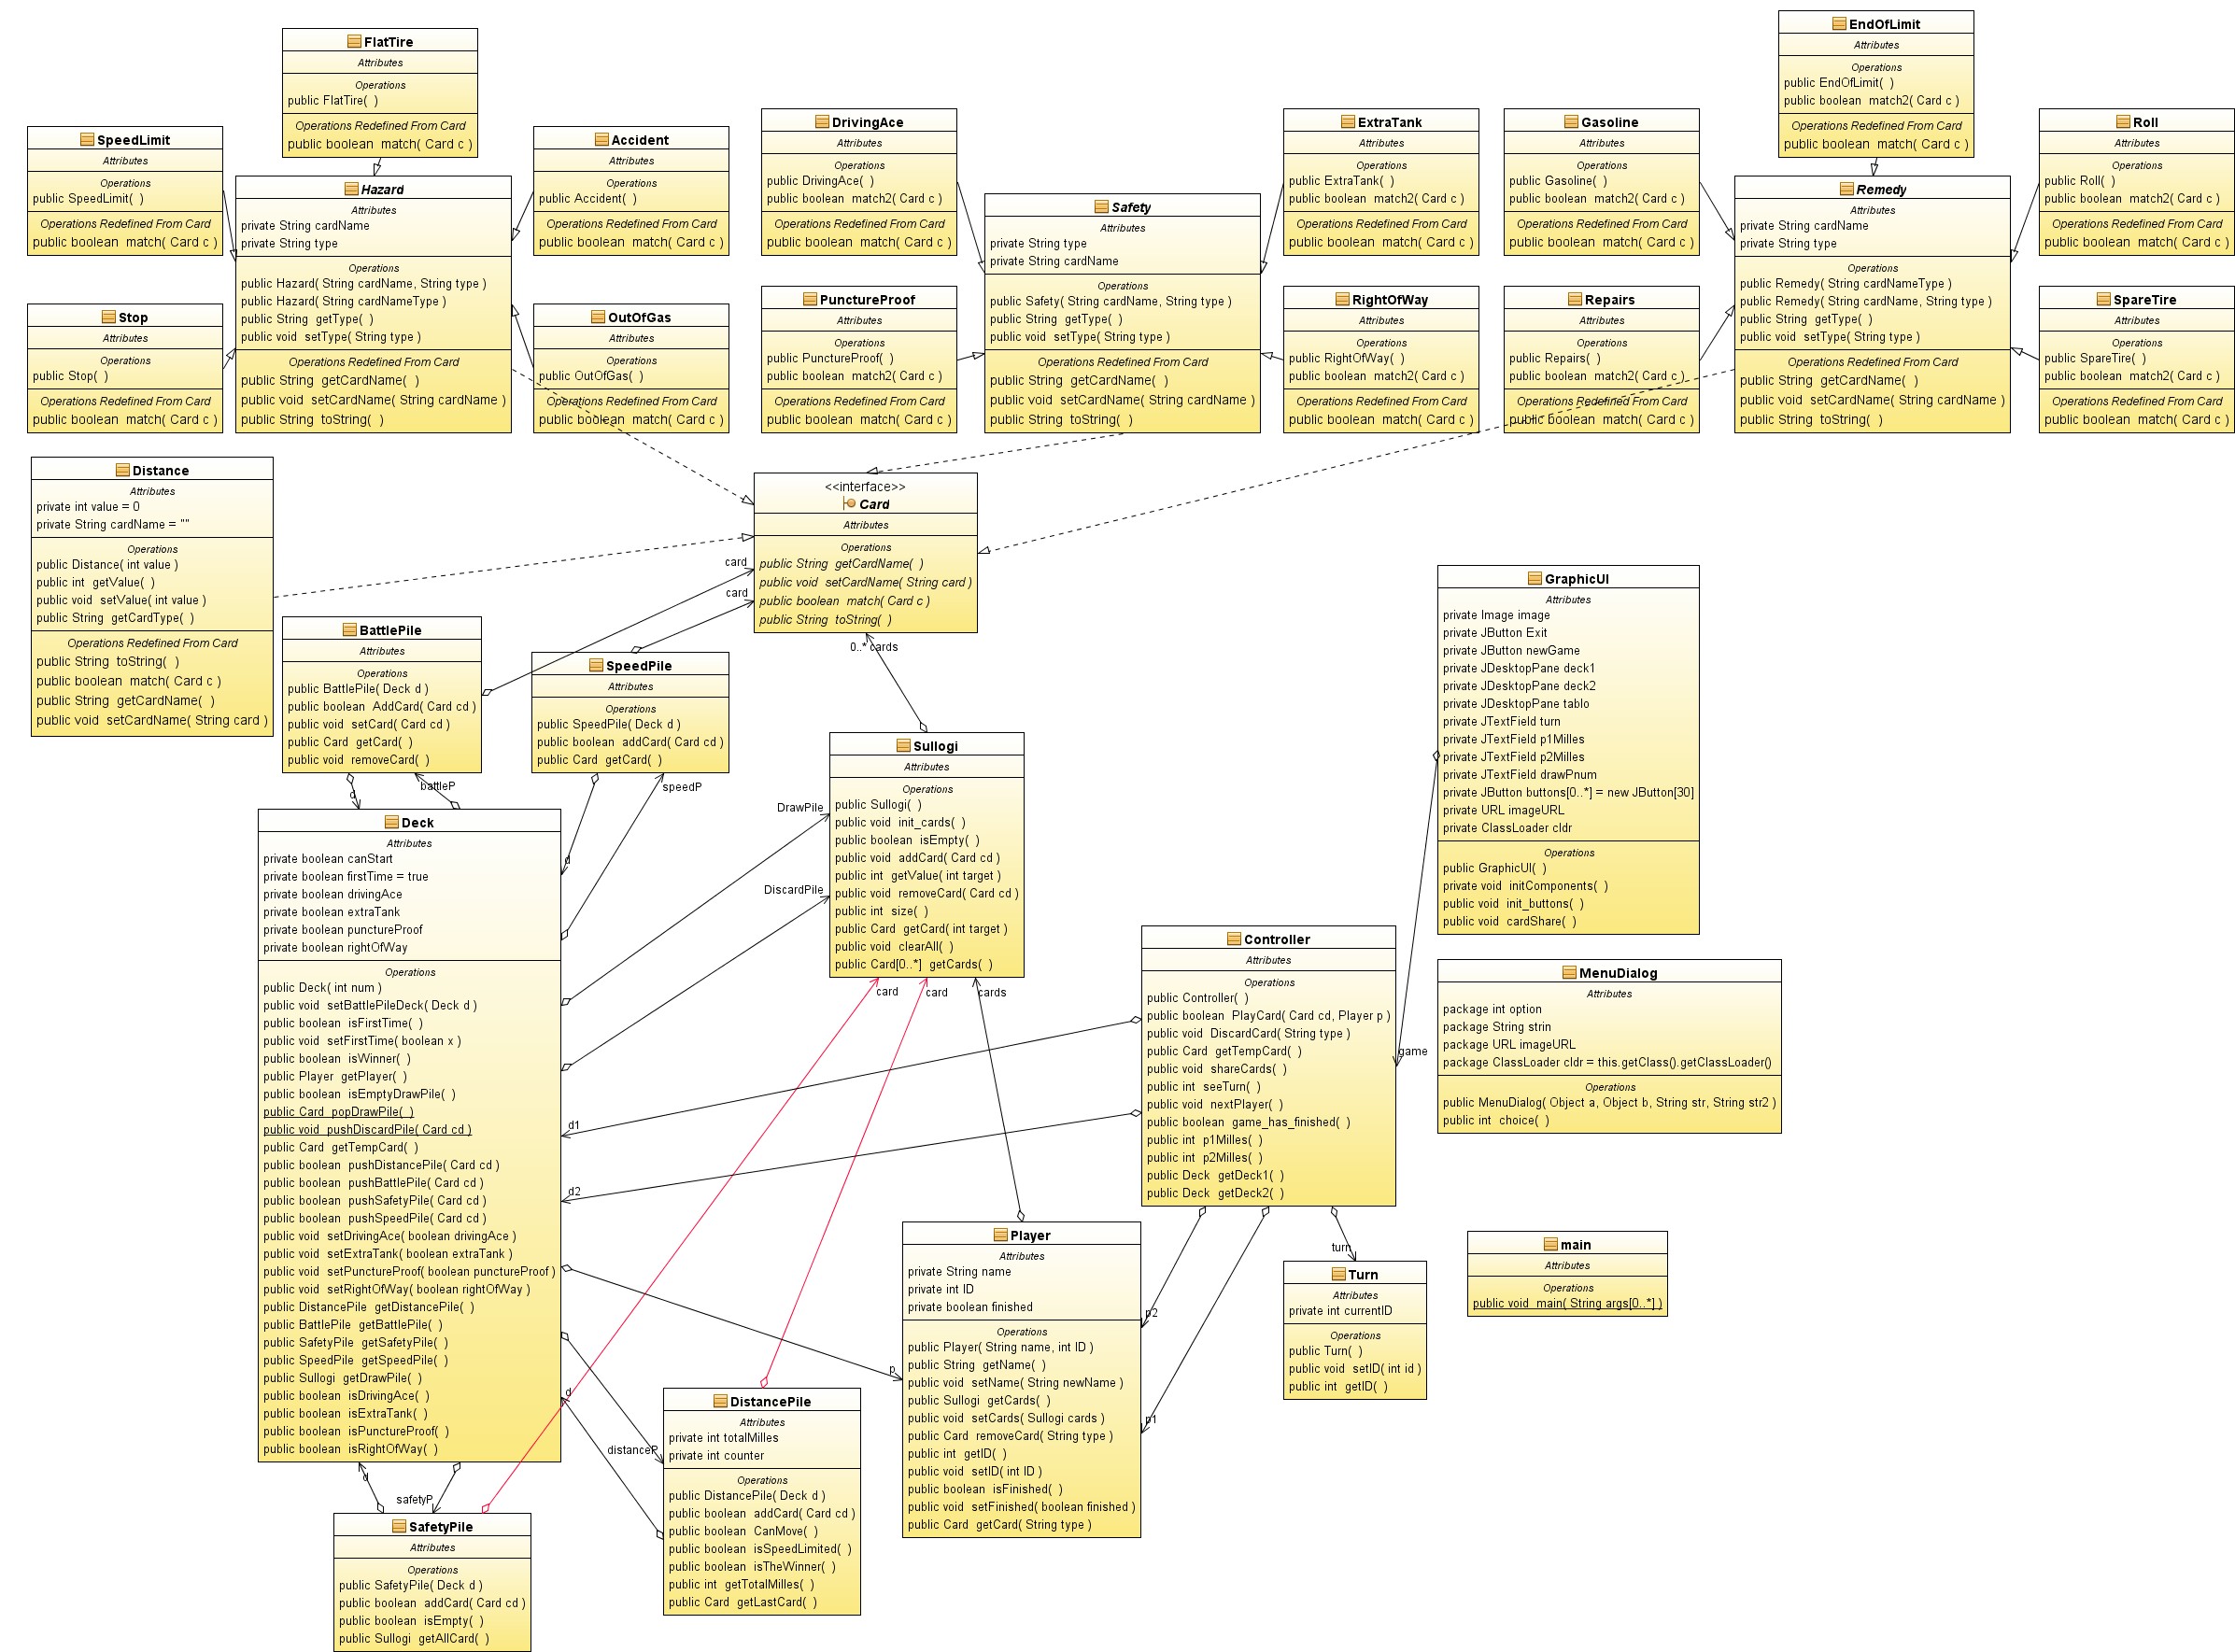 FlatTire
Attributes
Operations
public FlatTire(  )
Operations Redefined From Card
public boolean  match( Card c )
SpeedLimit
Attributes
Operations
public SpeedLimit(  )
Operations Redefined From Card
public boolean  match( Card c )
Hazard
Attributes
private String cardName
private String type
Operations
public Hazard( String cardName, String type )
public Hazard( String cardNameType )
public String  getType(  )
public void  setType( String type )
Operations Redefined From Card
public String  getCardName(  )
public void  setCardName( String cardName )
public String  toString(  )
Accident
Attributes
Operations
public Accident(  )
Operations Redefined From Card
public boolean  match( Card c )
Stop
Attributes
Operations
public Stop(  )
Operations Redefined From Card
public boolean  match( Card c )
OutOfGas
Attributes
Operations
public OutOfGas(  )
Operations Redefined From Card
public boolean  match( Card c )
DrivingAce
Attributes
Operations
public DrivingAce(  )
public boolean  match2( Card c )
Operations Redefined From Card
public boolean  match( Card c )
PunctureProof
Attributes
Operations
public PunctureProof(  )
public boolean  match2( Card c )
Operations Redefined From Card
public boolean  match( Card c )
Safety
Attributes
private String type
private String cardName
Operations
public Safety( String cardName, String type )
public String  getType(  )
public void  setType( String type )
Operations Redefined From Card
public String  getCardName(  )
public void  setCardName( String cardName )
public String  toString(  )
ExtraTank
Attributes
Operations
public ExtraTank(  )
public boolean  match2( Card c )
Operations Redefined From Card
public boolean  match( Card c )
RightOfWay
Attributes
Operations
public RightOfWay(  )
public boolean  match2( Card c )
Operations Redefined From Card
public boolean  match( Card c )
Gasoline
Attributes
Operations
public Gasoline(  )
public boolean  match2( Card c )
Operations Redefined From Card
public boolean  match( Card c )
Repairs
Attributes
Operations
public Repairs(  )
public boolean  match2( Card c )
Operations Redefined From Card
public boolean  match( Card c )
EndOfLimit
Attributes
Operations
public EndOfLimit(  )
public boolean  match2( Card c )
Operations Redefined From Card
public boolean  match( Card c )
Remedy
Attributes
private String cardName
private String type
Operations
public Remedy( String cardNameType )
public Remedy( String cardName, String type )
public String  getType(  )
public void  setType( String type )
Operations Redefined From Card
public String  getCardName(  )
public void  setCardName( String cardName )
public String  toString(  )
Roll
Attributes
Operations
public Roll(  )
public boolean  match2( Card c )
Operations Redefined From Card
public boolean  match( Card c )
SpareTire
Attributes
Operations
public SpareTire(  )
public boolean  match2( Card c )
Operations Redefined From Card
public boolean  match( Card c )
Distance
Attributes
private int value = 0
private String cardName = ""
Operations
public Distance( int value )
public int  getValue(  )
public void  setValue( int value )
public String  getCardType(  )
Operations Redefined From Card
public String  toString(  )
public boolean  match( Card c )
public String  getCardName(  )
public void  setCardName( String card )
<<interface>>
Card
Attributes
Operations
public String  getCardName(  )
public void  setCardName( String card )
public boolean  match( Card c )
public String  toString(  )
card
card
0..* cards
BattlePile
Attributes
Operations
public BattlePile( Deck d )
public boolean  AddCard( Card cd )
public void  setCard( Card cd )
public Card  getCard(  )
public void  removeCard(  )
SpeedPile
Attributes
Operations
public SpeedPile( Deck d )
public boolean  addCard( Card cd )
public Card  getCard(  )
d
battleP
d
speedP
Sullogi
Attributes
Operations
public Sullogi(  )
public void  init_cards(  )
public boolean  isEmpty(  )
public void  addCard( Card cd )
public int  getValue( int target )
public void  removeCard( Card cd )
public int  size(  )
public Card  getCard( int target )
public void  clearAll(  )
public Card[0..*]  getCards(  )
DrawPile
DiscardPile
card
card
cards
GraphicUI
Attributes
private Image image
private JButton Exit
private JButton newGame
private JDesktopPane deck1
private JDesktopPane deck2
private JDesktopPane tablo
private JTextField turn
private JTextField p1Milles
private JTextField p2Milles
private JTextField drawPnum
private JButton buttons[0..*] = new JButton[30]
private URL imageURL
private ClassLoader cldr
Operations
public GraphicUI(  )
private void  initComponents(  )
public void  init_buttons(  )
public void  cardShare(  )
game
Deck
Attributes
private boolean canStart
private boolean firstTime = true
private boolean drivingAce
private boolean extraTank
private boolean punctureProof
private boolean rightOfWay
Operations
public Deck( int num )
public void  setBattlePileDeck( Deck d )
public boolean  isFirstTime(  )
public void  setFirstTime( boolean x )
public boolean  isWinner(  )
public Player  getPlayer(  )
public boolean  isEmptyDrawPile(  )
public Card  popDrawPile(  )
public void  pushDiscardPile( Card cd )
public Card  getTempCard(  )
public boolean  pushDistancePile( Card cd )
public boolean  pushBattlePile( Card cd )
public boolean  pushSafetyPile( Card cd )
public boolean  pushSpeedPile( Card cd )
public void  setDrivingAce( boolean drivingAce )
public void  setExtraTank( boolean extraTank )
public void  setPunctureProof( boolean punctureProof )
public void  setRightOfWay( boolean rightOfWay )
public DistancePile  getDistancePile(  )
public BattlePile  getBattlePile(  )
public SafetyPile  getSafetyPile(  )
public SpeedPile  getSpeedPile(  )
public Sullogi  getDrawPile(  )
public boolean  isDrivingAce(  )
public boolean  isExtraTank(  )
public boolean  isPunctureProof(  )
public boolean  isRightOfWay(  )
Controller
Attributes
Operations
public Controller(  )
public boolean  PlayCard( Card cd, Player p )
public void  DiscardCard( String type )
public Card  getTempCard(  )
public void  shareCards(  )
public int  seeTurn(  )
public void  nextPlayer(  )
public boolean  game_has_finished(  )
public int  p1Milles(  )
public int  p2Milles(  )
public Deck  getDeck1(  )
public Deck  getDeck2(  )
d1
d2
MenuDialog
Attributes
package int option
package String strin
package URL imageURL
package ClassLoader cldr = this.getClass().getClassLoader()
Operations
public MenuDialog( Object a, Object b, String str, String str2 )
public int  choice(  )
Player
Attributes
private String name
private int ID
private boolean finished
Operations
public Player( String name, int ID )
public String  getName(  )
public void  setName( String newName )
public Sullogi  getCards(  )
public void  setCards( Sullogi cards )
public Card  removeCard( String type )
public int  getID(  )
public void  setID( int ID )
public boolean  isFinished(  )
public void  setFinished( boolean finished )
public Card  getCard( String type )
p
p2
p1
turn
Turn
Attributes
private int currentID
Operations
public Turn(  )
public void  setID( int id )
public int  getID(  )
main
Attributes
Operations
public void  main( String args[0..*] )
d
distanceP
DistancePile
Attributes
private int totalMilles
private int counter
Operations
public DistancePile( Deck d )
public boolean  addCard( Card cd )
public boolean  CanMove(  )
public boolean  isSpeedLimited(  )
public boolean  isTheWinner(  )
public int  getTotalMilles(  )
public Card  getLastCard(  )
d
safetyP
SafetyPile
Attributes
Operations
public SafetyPile( Deck d )
public boolean  addCard( Card cd )
public boolean  isEmpty(  )
public Sullogi  getAllCard(  )